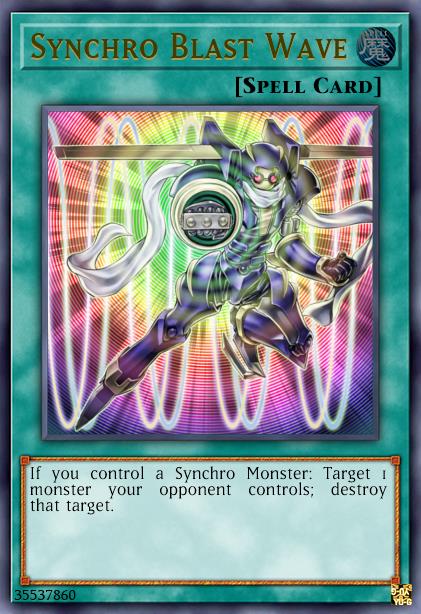 Synchro Blast Wave 魔
[Spell Card]
If you control a Synchro Monster: Target 1
monster your opponent controls; destroy
that target.
35537860